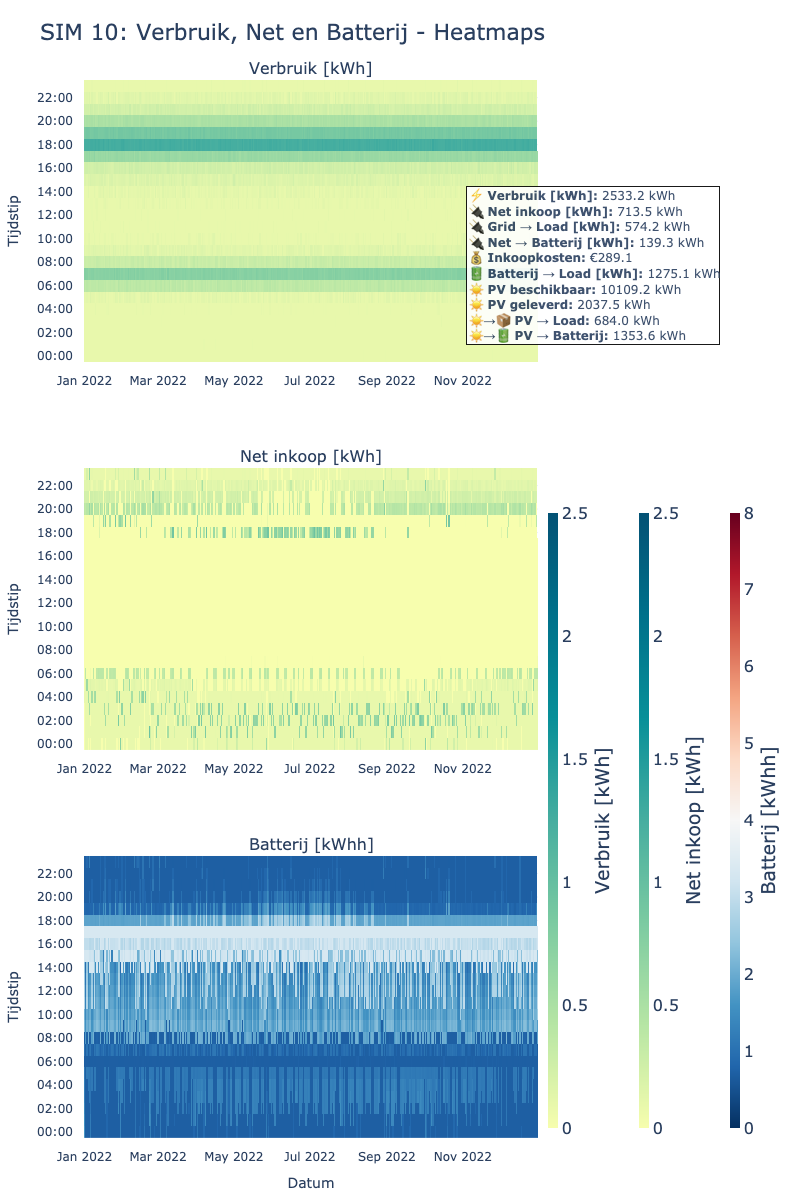 SIM 10: Verbruik, Net en Batterij - Heatmaps
Verbruik [kWh]
22:00
20:00
18:00
16:00
14:00
12:00
10:00
08:00
06:00
04:00
02:00
00:00
Tijdstip
Jan 2022 Mar 2022 May 2022 Jul 2022 Sep 2022 Nov 2022
⚡ Verbruik [kWh]: 2533.2 kWh
🔌 Net inkoop [kWh]: 713.5 kWh
🔌 Grid → Load [kWh]: 574.2 kWh
🔌 Net → Batterij [kWh]: 139.3 kWh
💰 Inkoopkosten: €289.1
🔋 Batterij → Load [kWh]: 1275.1 kWh
☀️ PV beschikbaar: 10109.2 kWh
☀️ PV geleverd: 2037.5 kWh
☀️→📦 PV → Load: 684.0 kWh
☀️→🔋 PV → Batterij: 1353.6 kWh
Net inkoop [kWh]
22:00
20:00
18:00
16:00
14:00
12:00
10:00
08:00
06:00
04:00
02:00
00:00
Tijdstip
Jan 2022 Mar 2022 May 2022 Jul 2022 Sep 2022 Nov 2022
Batterij [kWhh]
22:00
20:00
18:00
16:00
14:00
12:00
10:00
08:00
06:00
04:00
02:00
00:00
Tijdstip
Jan 2022 Mar 2022 May 2022 Jul 2022 Sep 2022 Nov 2022
Datum
2.5
2
1.5
1
0.5
0
Verbruik [kWh]
2.5
2
1.5
1
0.5
0
Net inkoop [kWh]
8
7
6
5
4
3
2
1
0
Batterij [kWhh]